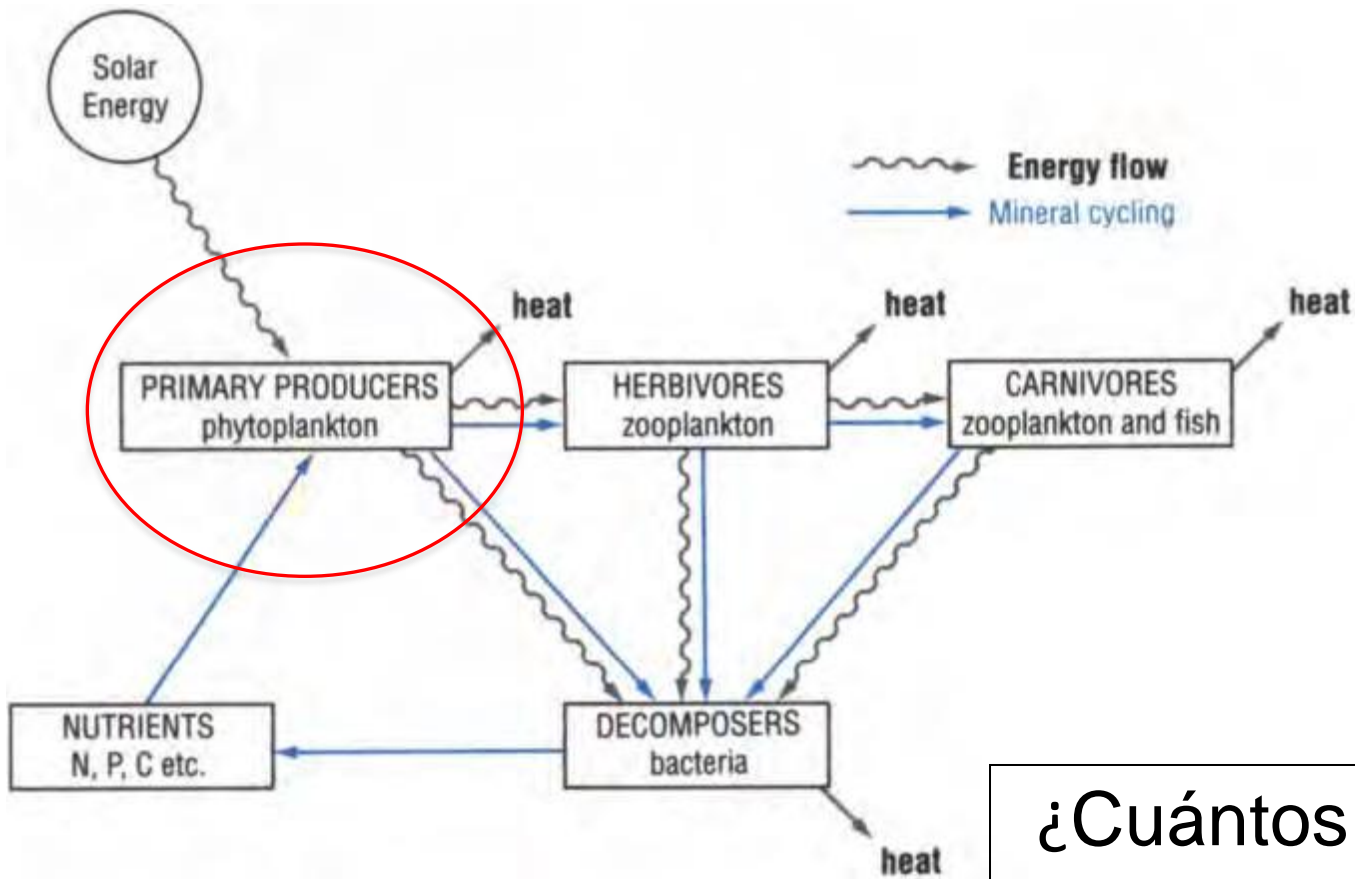 Solar
Energy
Energy flow
Mineral cycling
heat
heat
heat
PRIMARY PRODUCERS
phytoplankton
HERBIVORES
zooplankton
CARNIVORES
zooplankton and fish
NUTRIENTS
N, P, C etc.
DECOMPOSERS
bacteria
heat
¿Cuántos